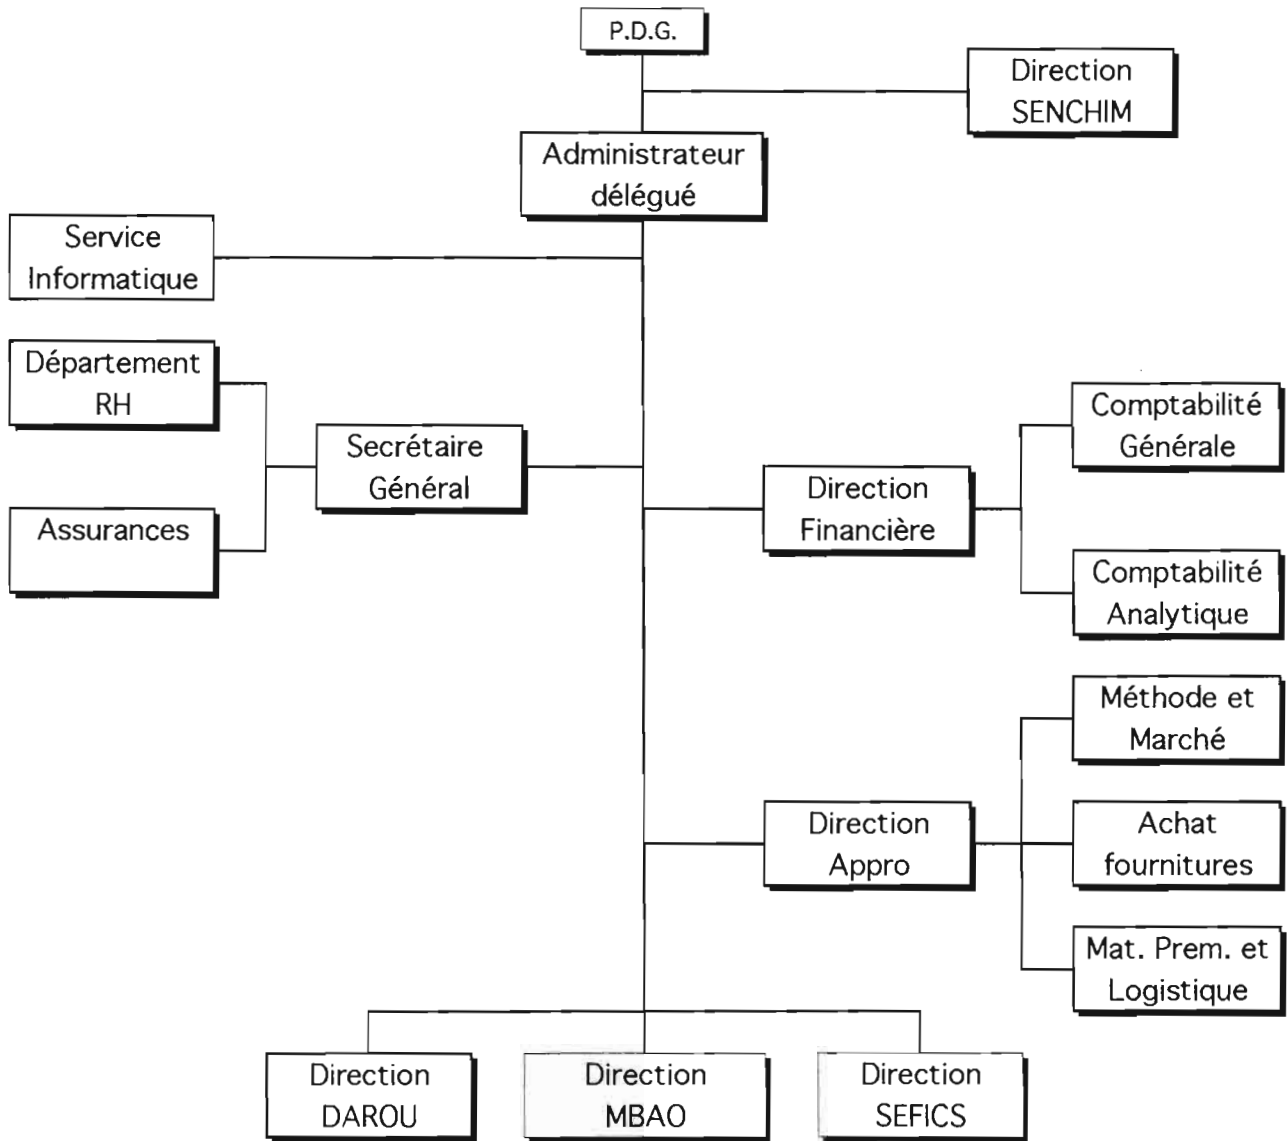 P.D.G.
Direction
SENCHIM
Administrateur
délégué
Service
Informatique
Département
RH
Secrétaire
Général
Assurances
Comptabilité
Générale
Direction
Financière
Comptabilité
Analytique
Méthode et
Marché
Direction
Appro
Achat
fournitures
Mat. Prem. et
Logistique
Direction
DAROU
Direction
MBAO
Direction
SEFICS